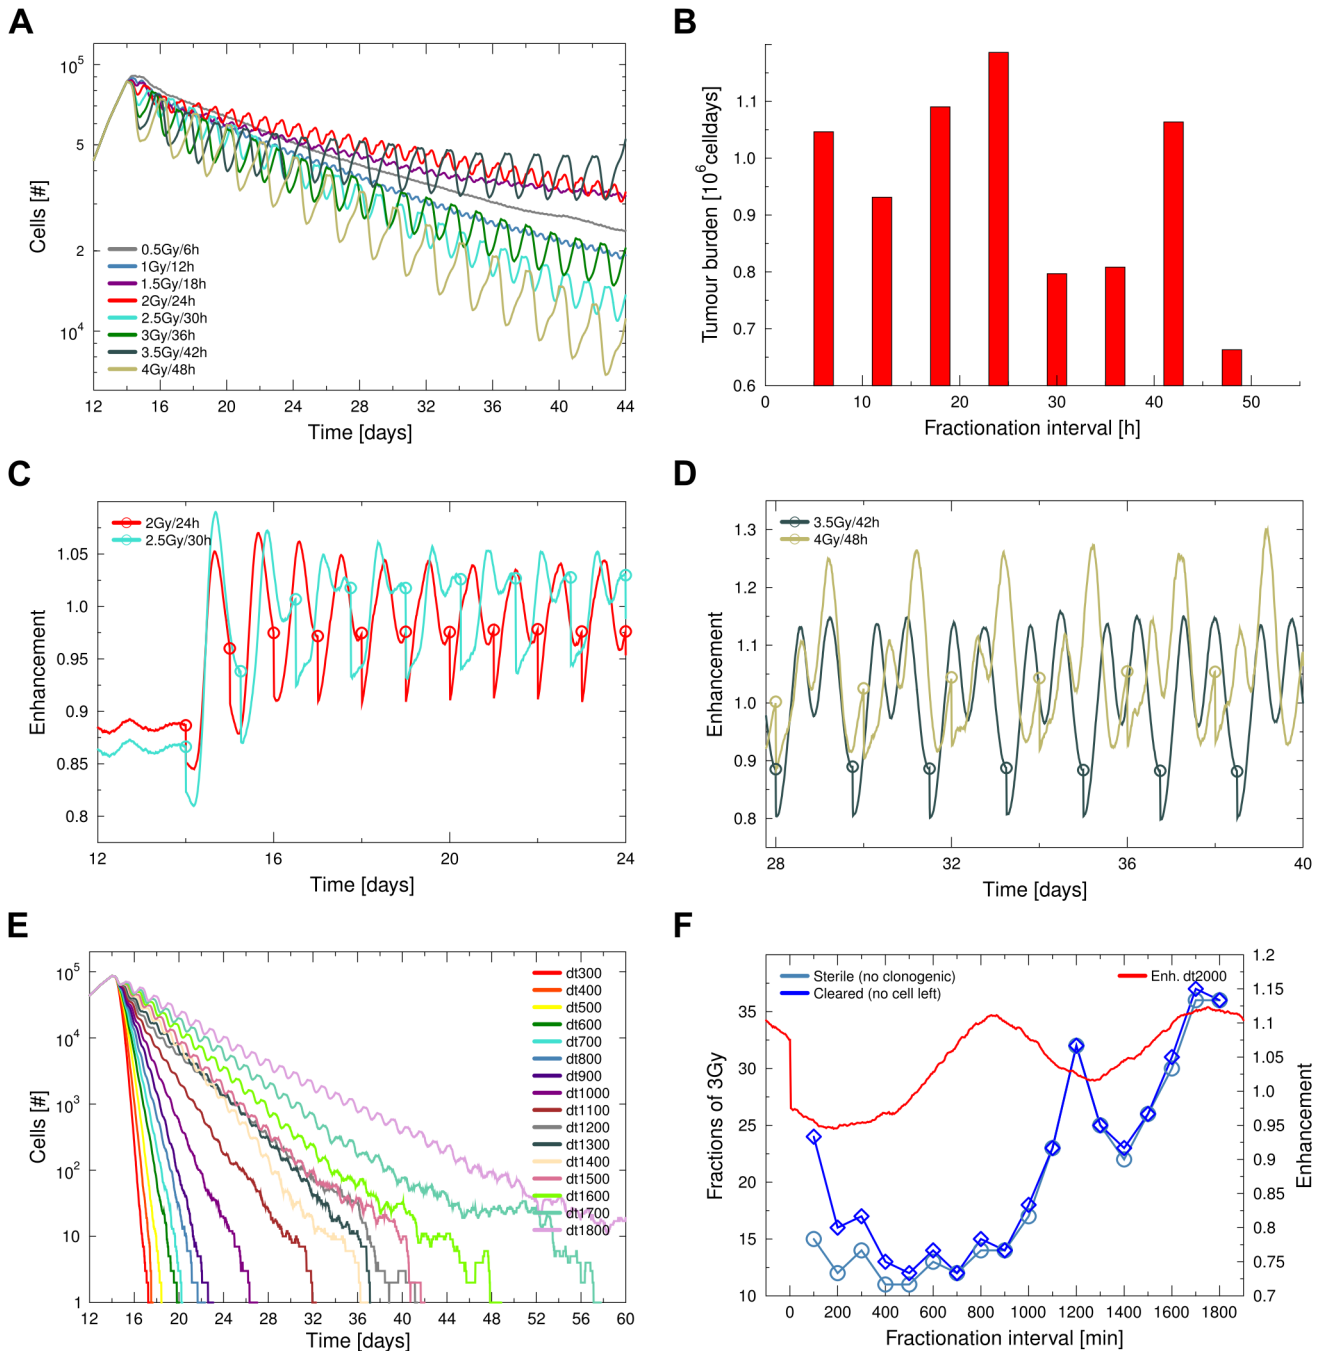 A
10^5
5
2
10^4
Cells [#]
0.5Gy/6h
1Gy/12h
1.5Gy/18h
2Gy/24h
2.5Gy/30h
3Gy/36h
3.5Gy/42h
4Gy/48h
12 16 20 24 28 32 36 40 44
Time [days]
B
1.1
1.0
0.9
0.8
0.7
0.6
Tumour burden [10^6celldays]
0 10 20 30 40 50
Fractionation interval [h]
C
2Gy/24h
2.5Gy/30h
1.05
1.0
0.95
0.9
0.85
0.8
Enhancement
12 16 20 24
Time [days]
D
3.5Gy/42h
4Gy/48h
1.3
1.2
1.1
1.0
0.9
0.8
Enhancement
28 32 36 40
Time [days]
E
10^5
10^4
10^3
10^2
10
1
Cells [#]
dt300
dt400
dt500
dt600
dt700
dt800
dt900
dt1000
dt1100
dt1200
dt1300
dt1400
dt1500
dt1600
dt1700
dt1800
12 16 20 24 28 32 36 40 44 48 52 56 60
Time [days]
F
Sterile (no clonogenic)
Cleared (no cell left)
Enh. dt2000
35
30
25
20
15
10
Fractions of 3Gy
1.2
1.15
1.1
1.05
1.0
0.95
0.9
0.85
0.8
0.75
0.7
Enhancement
0 200 400 600 800 1000 1200 1400 1600 1800
Fractionation interval [min]